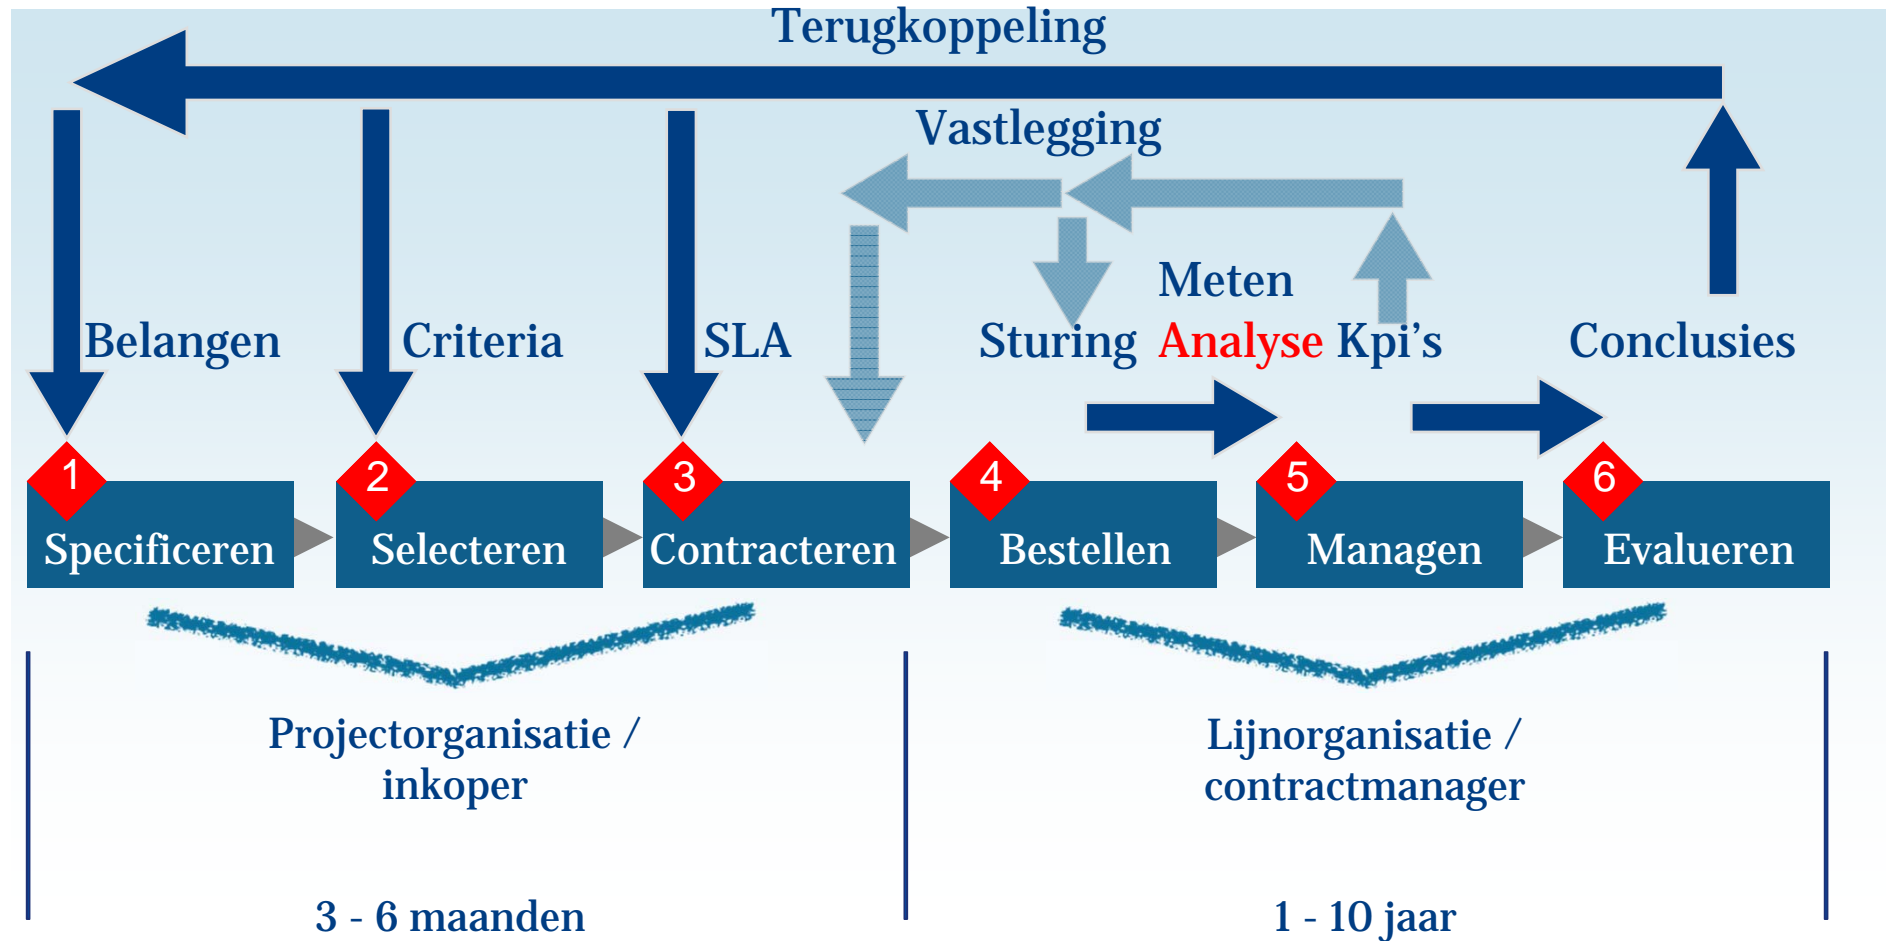 Terugkoppeling
Vastlegging
Meten
Belangen
Criteria
SLA
Sturing
Analyse
Kpi's
Conclusies
1
2
3
4
5
6
Specificeren
Selecteren
Contracteren
Bestellen
Managen
Evalueren
Projectorganisatie /
inkoper
Lijnorganisatie /
contractmanager
3 - 6 maanden
1 - 10 jaar